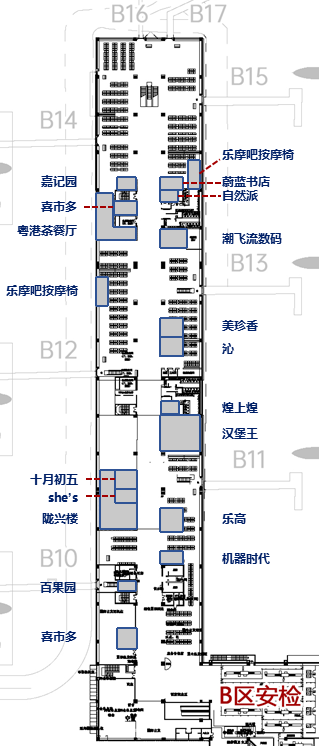 B16
B17
B15
B14
乐摩吧按摩椅
嘉记园
蔚蓝书店
自然派
喜市多
粤港茶餐厅
潮飞流数码
B13
乐摩吧按摩椅
美珍香
沁
B12
煌上煌
汉堡王
B11
十月初五
she's
陇兴楼
乐高
B10
机器时代
百果园
喜市多
B区安检